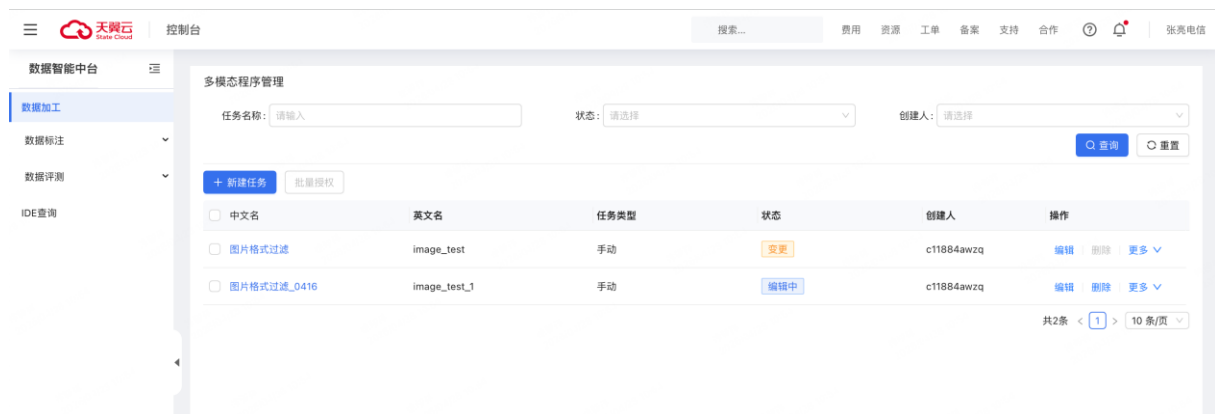 天翼云 控制台 搜索... 费用 资源 工单 备案 支持 合作 张亮电信
State Cloud
数据智能中台
数据加工
数据标注
数据评测
IDE查询
多模态程序管理
任务名称: 请输入 状态: 请选择 创建人: 请选择
查询 重置
+ 新建任务 批量授权
中文名 英文名 任务类型 状态 创建人 操作
图片格式过滤 image_test 手动 变更 c11884awzq 编辑 删除 更多
图片格式过滤_0416 image_test_1 手动 编辑中 c11884awzq 编辑 删除 更多
共2条 < 1 > 10 条/页